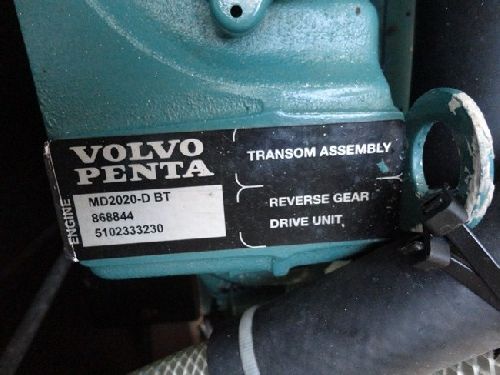 VOLVO
PENTA
ENGINE
MD2020-D BT
868844
5102333230
TRANSOM ASSEMBLY
REVERSE GEAR
DRIVE UNIT